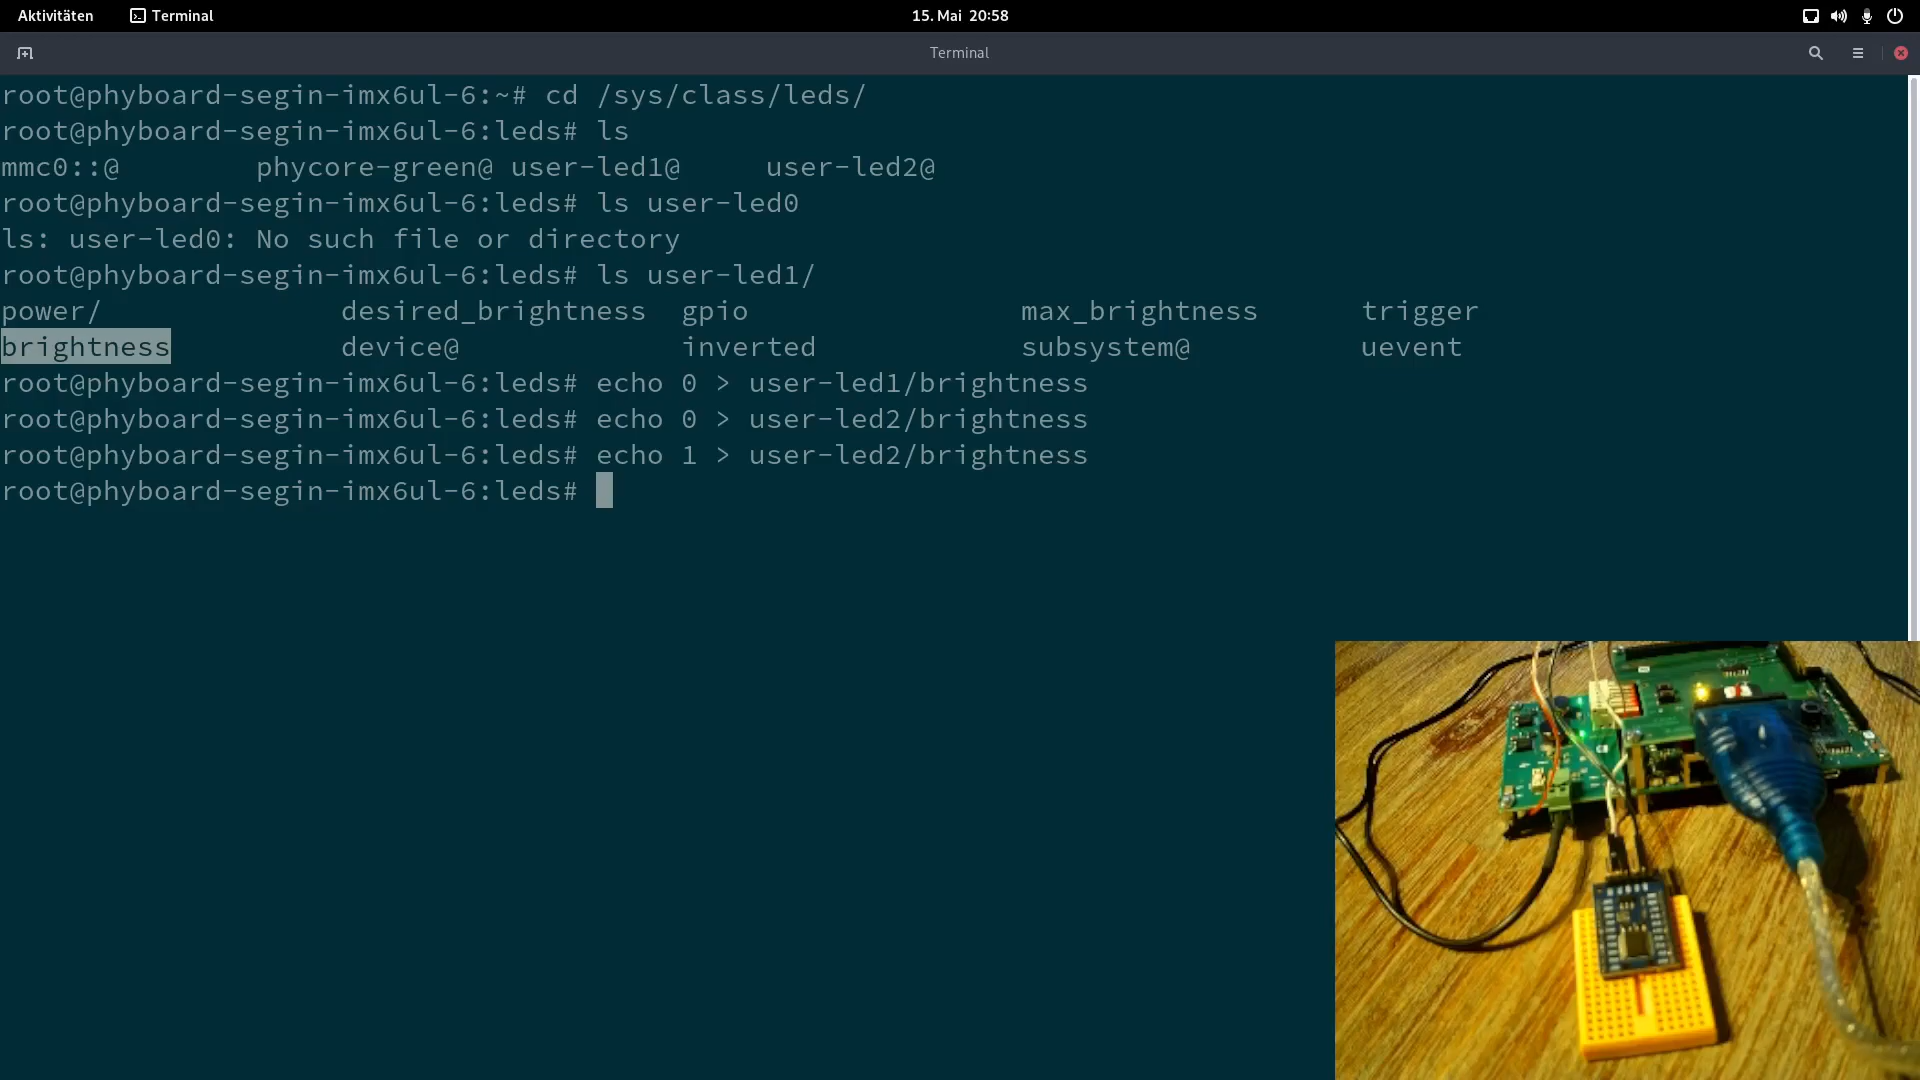 Aktivitäten Terminal 15. Mai 20:58
Terminal
root@phyboard-segin-imx6ul-6:~# cd /sys/class/leds/
root@phyboard-segin-imx6ul-6:leds# ls
mmc0::@ phycore-green@ user-led1@ user-led2@
root@phyboard-segin-imx6ul-6:leds# ls user-led0
ls: user-led0: No such file or directory
root@phyboard-segin-imx6ul-6:leds# ls user-led1/
power/ desired_brightness gpio max_brightness trigger
brightness device@ inverted subsystem@ uevent
root@phyboard-segin-imx6ul-6:leds# echo 0 > user-led1/brightness
root@phyboard-segin-imx6ul-6:leds# echo 0 > user-led2/brightness
root@phyboard-segin-imx6ul-6:leds# echo 1 > user-led2/brightness
root@phyboard-segin-imx6ul-6:leds#